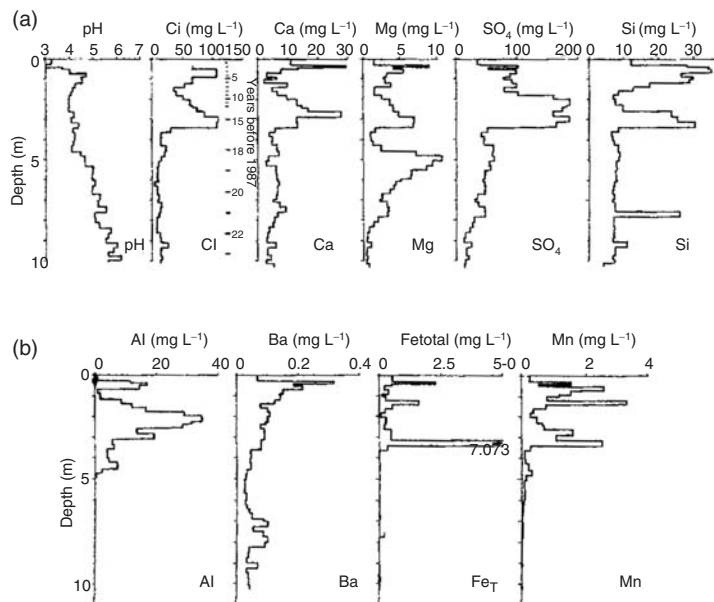 (a)
pH
Ci (mg L⁻¹)
Ca (mg L⁻¹)
Mg (mg L⁻¹)
SO₄ (mg L⁻¹)
Si (mg L⁻¹)
3 4 5 6 7
0 50 100 150
0 10 20 30
0 5 10
0 100 200
0 10 20 30
0
5
10
Depth (m)
5
10
15
18
20
22
Years before 1987
pH
Cl
Ca
Mg
SO₄
Si
(b)
Al (mg L⁻¹)
Ba (mg L⁻¹)
Fetotal (mg L⁻¹)
Mn (mg L⁻¹)
0 20 40
0 0.2 0.4
0 2.5 5-0
2 4
0
5
10
Depth (m)
7.073
Al
Ba
Feₜ
Mn